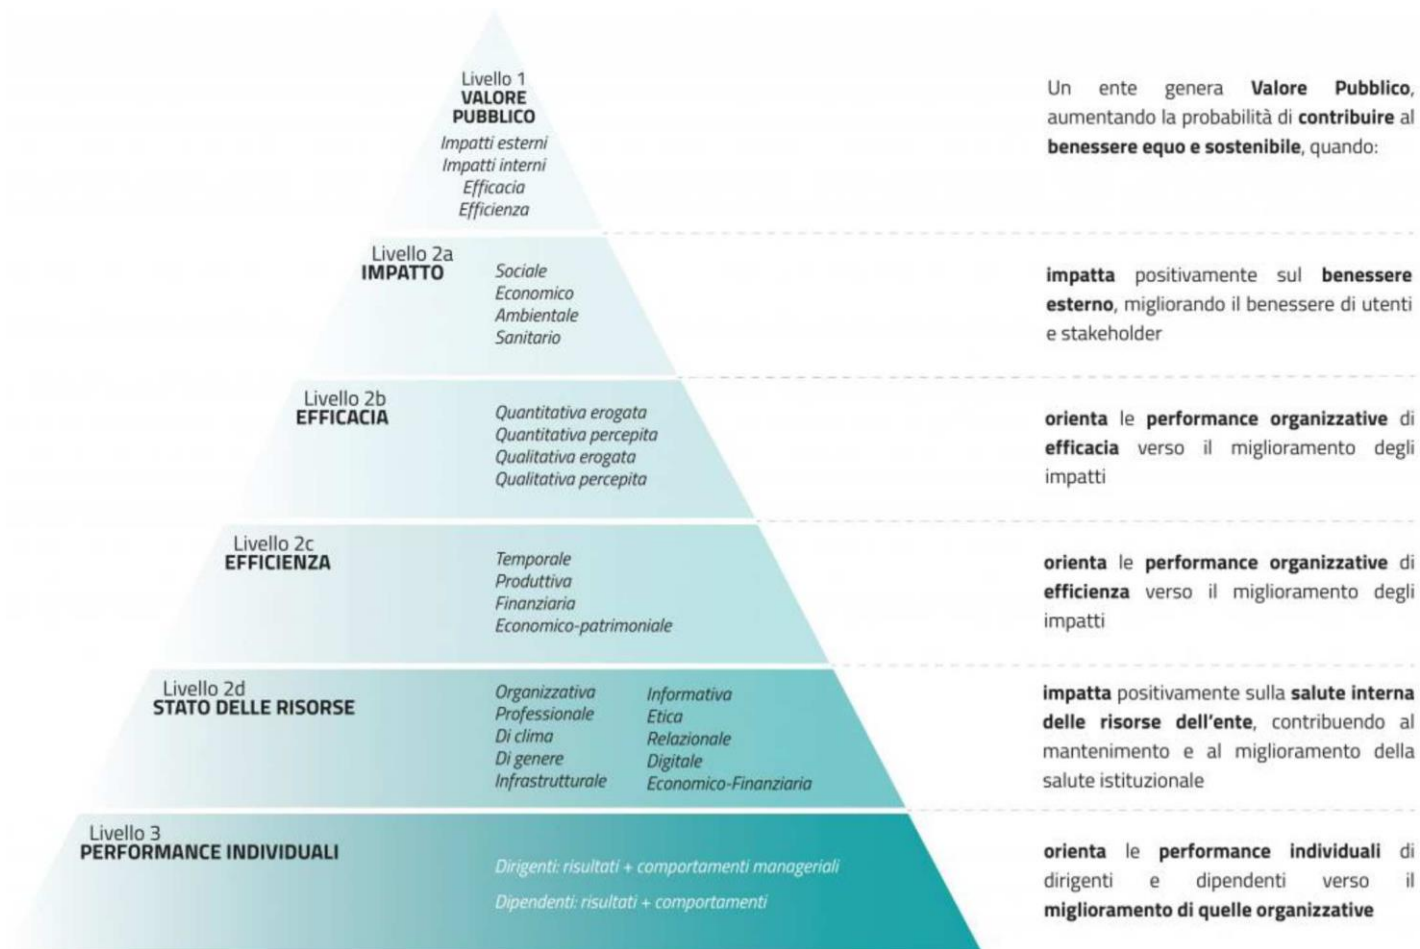 Livello 1
VALORE
PUBBLICO
Impatti esterni
Impatti interni
Efficacia
Efficienza
Un ente genera Valore Pubblico,
aumentando la probabilità di contribuire al
benessere equo e sostenibile, quando:
Livello 2a
IMPATTO
Sociale
Economico
Ambientale
Sanitario
impatta positivamente sul benessere
esterno, migliorando il benessere di utenti
e stakeholder
Livello 2b
EFFICACIA
Quantitativa erogata
Quantitativa percepita
Qualitativa erogata
Qualitativa percepita
orienta le performance organizzative di
efficacia verso il miglioramento degli
impatti
Livello 2c
EFFICIENZA
Temporale
Produttiva
Finanziaria
Economico-patrimoniale
orienta le performance organizzative di
efficienza verso il miglioramento degli
impatti
Livello 2d
STATO DELLE RISORSE
Organizzativa
Professionale
Di clima
Di genere
Infrastrutturale
Informativa
Etica
Relazionale
Digitale
Economico-Finanziaria
impatta positivamente sulla salute interna
delle risorse dell'ente, contribuendo al
mantenimento e al miglioramento della
salute istituzionale
Livello 3
PERFORMANCE INDIVIDUALI
Dirigenti: risultati + comportamenti manageriali
Dipendenti: risultati + comportamenti
orienta le performance individuali di
dirigenti e dipendenti verso il
miglioramento di quelle organizzative